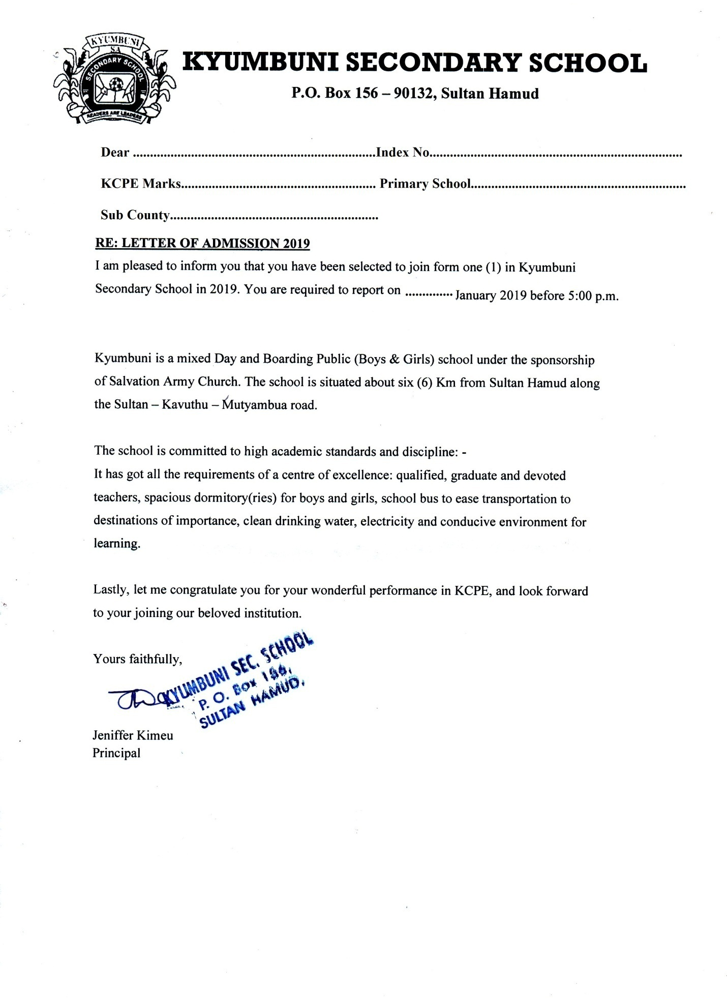 KYUMBUNI
SA
SECONDARY SCHOOL
READERS ARE LEADERS
KYUMBUNI SECONDARY SCHOOL
P.O. Box 156 – 90132, Sultan Hamud
Dear .......................................................................Index No..........................................................................
KCPE Marks......................................................... Primary School...............................................................
Sub County.............................................................
RE: LETTER OF ADMISSION 2019
I am pleased to inform you that you have been selected to join form one (1) in Kyumbuni
Secondary School in 2019. You are required to report on .............. January 2019 before 5:00 p.m.
Kyumbuni is a mixed Day and Boarding Public (Boys & Girls) school under the sponsorship
of Salvation Army Church. The school is situated about six (6) Km from Sultan Hamud along
the Sultan – Kavuthu – Mutyambua road.
The school is committed to high academic standards and discipline: -
It has got all the requirements of a centre of excellence: qualified, graduate and devoted
teachers, spacious dormitory(ries) for boys and girls, school bus to ease transportation to
destinations of importance, clean drinking water, electricity and conducive environment for
learning.
Lastly, let me congratulate you for your wonderful performance in KCPE, and look forward
to your joining our beloved institution.
Yours faithfully,
KYUMBUNI SEC. SCHOOL
P. O. Box 156,
SULTAN HAMUD.
Jeniffer Kimeu
Principal